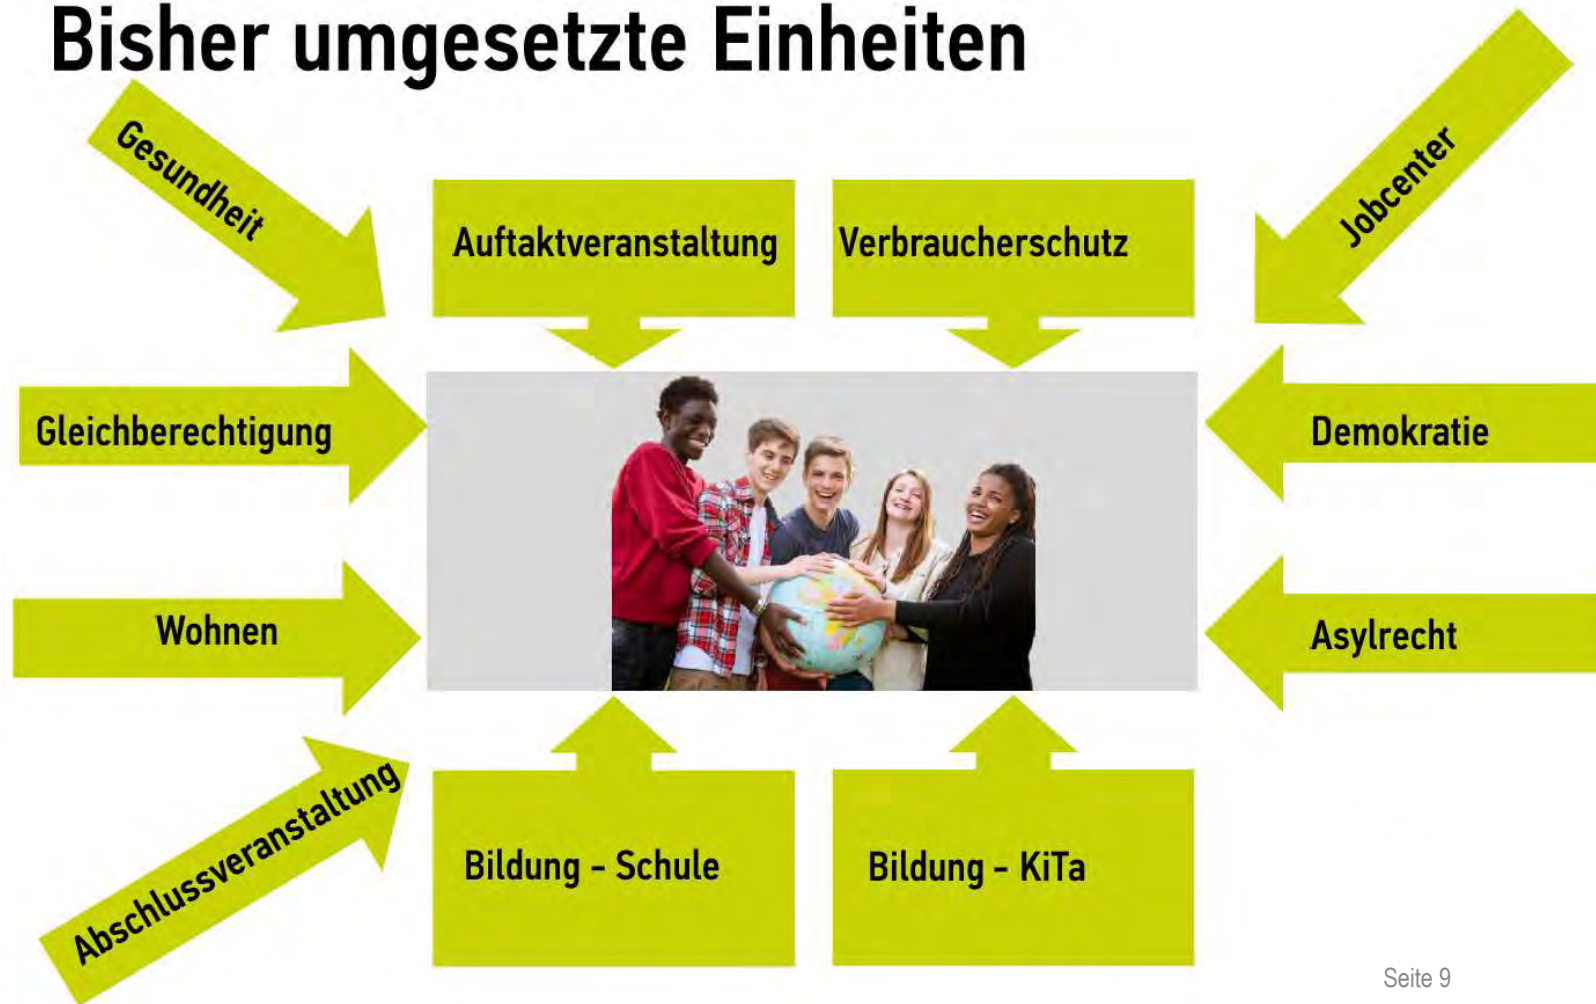 Bisher umgesetzte Einheiten
Gesundheit
Auftaktveranstaltung
Verbraucherschutz
Jobcenter
Gleichberechtigung
Demokratie
Wohnen
Asylrecht
Abschlussveranstaltung
Bildung - Schule
Bildung - KiTa
Seite 9